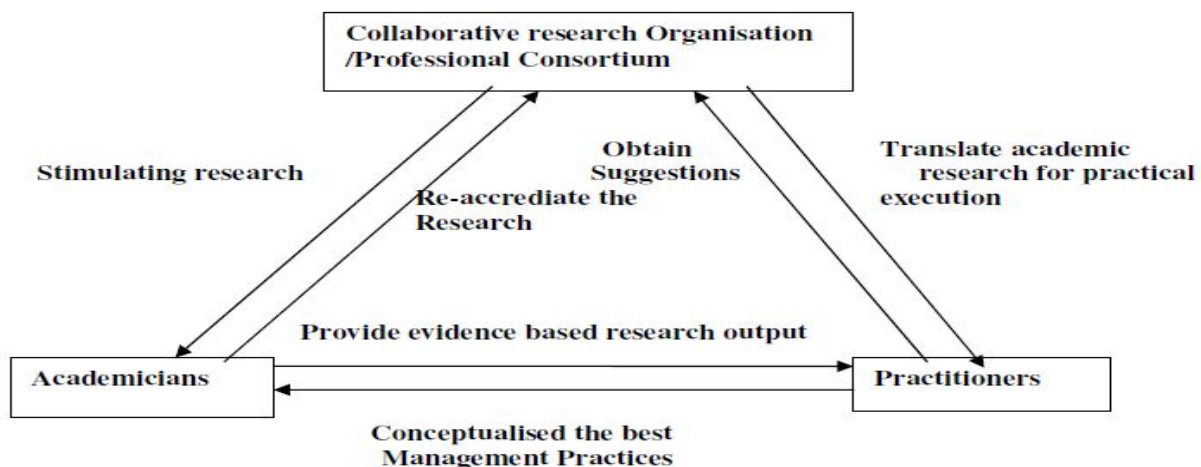 Collaborative research Organisation
/Professional Consortium
Stimulating research
Re-accrediate the
Research
Obtain
Suggestions
Translate academic
research for practical
execution
Provide evidence based research output
Academicians
Practitioners
Conceptualised the best
Management Practices